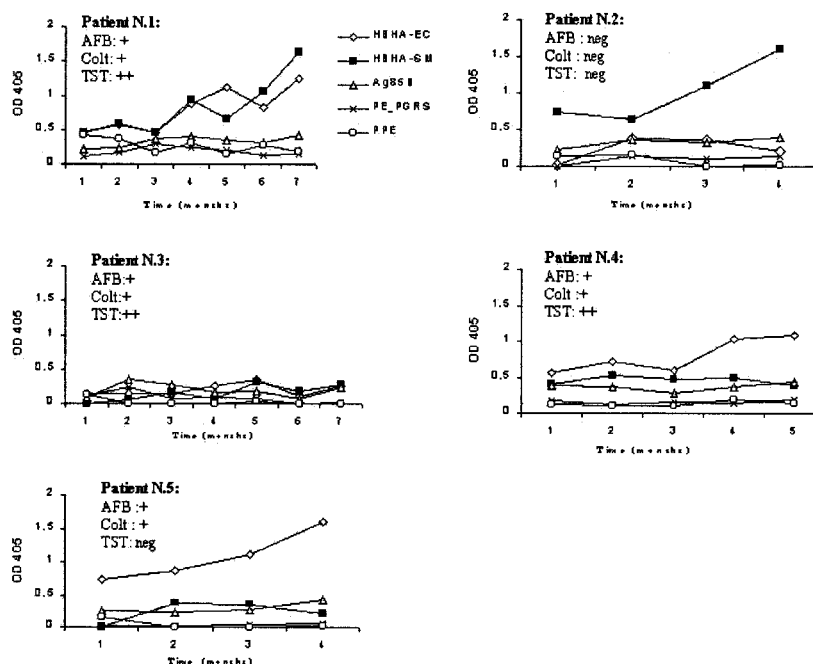 Patient N.1:
AFB: +
Colt: +
TST: ++
HBHA-EC
HBHA-SM
Ag85B
PE_PGRS
PPE
OD 405
2
1.5
1
0.5
0
1 2 3 4 5 6 7
Time (months)
Patient N.2:
AFB : neg
Colt: neg
TST: neg
OD 405
2
1.5
1
0.5
0
1 2 3 4
Time (months)
Patient N.3:
AFB:+
Colt:+
TST:++
OD 405
2
1.5
1
0.5
0
1 2 3 4 5 6 7
Time (months)
Patient N.4:
AFB: +
Colt : +
TST: ++
OD 405
2
1.5
1
0.5
0
1 2 3 4 5
Time (months)
Patient N.5:
AFB: +
Colt : +
TST: neg
OD 405
2
1.5
1
0.5
0
1 2 3 4
Time (months)